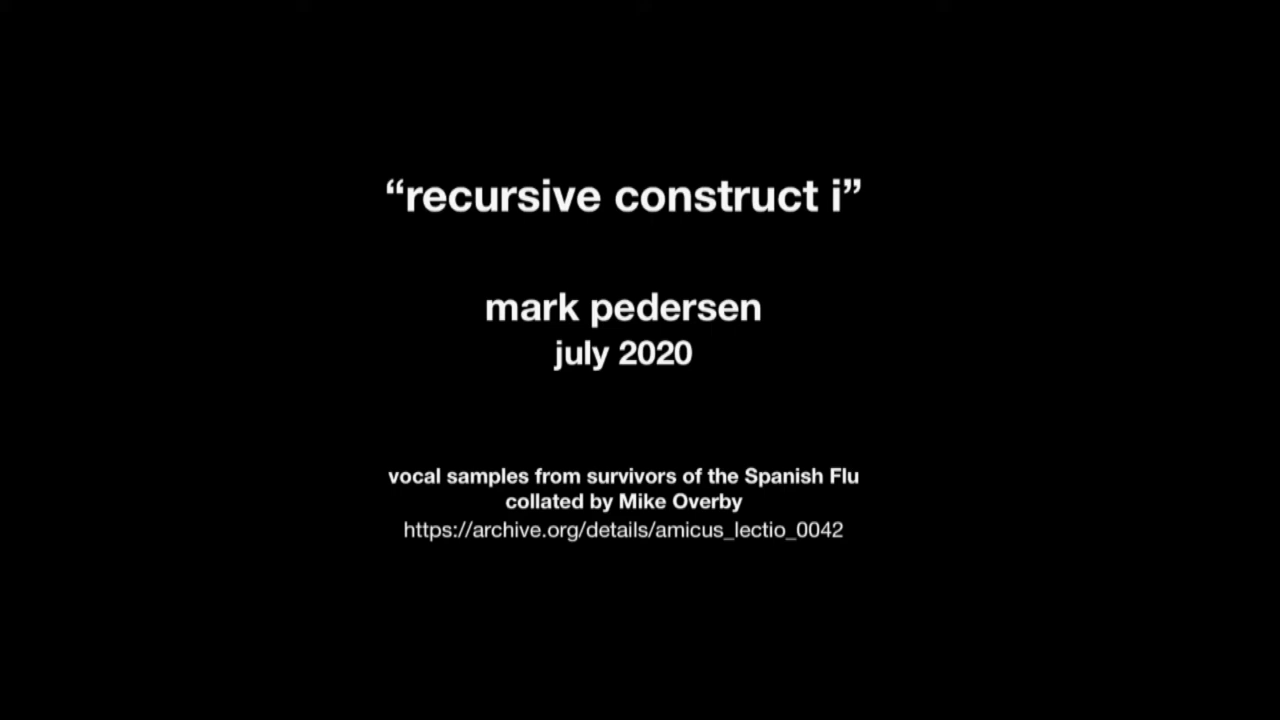 “recursive construct i”
mark pedersen
july 2020
vocal samples from survivors of the Spanish Flu
collated by Mike Overby
https://archive.org/details/amicus_lectio_0042